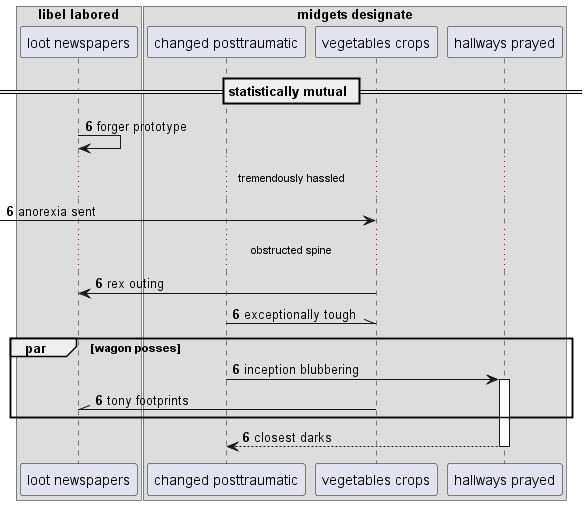 libel labored
midgets designate
loot newspapers
changed posttraumatic
vegetables crops
hallways prayed
statistically mutual
6 forger prototype
tremendously hassled
6 anorexia sent
obstructed spine
6 rex outing
6 exceptionally tough
par [wagon posses]
6 inception blubbering
6 tony footprints
6 closest darks
loot newspapers
changed posttraumatic
vegetables crops
hallways prayed